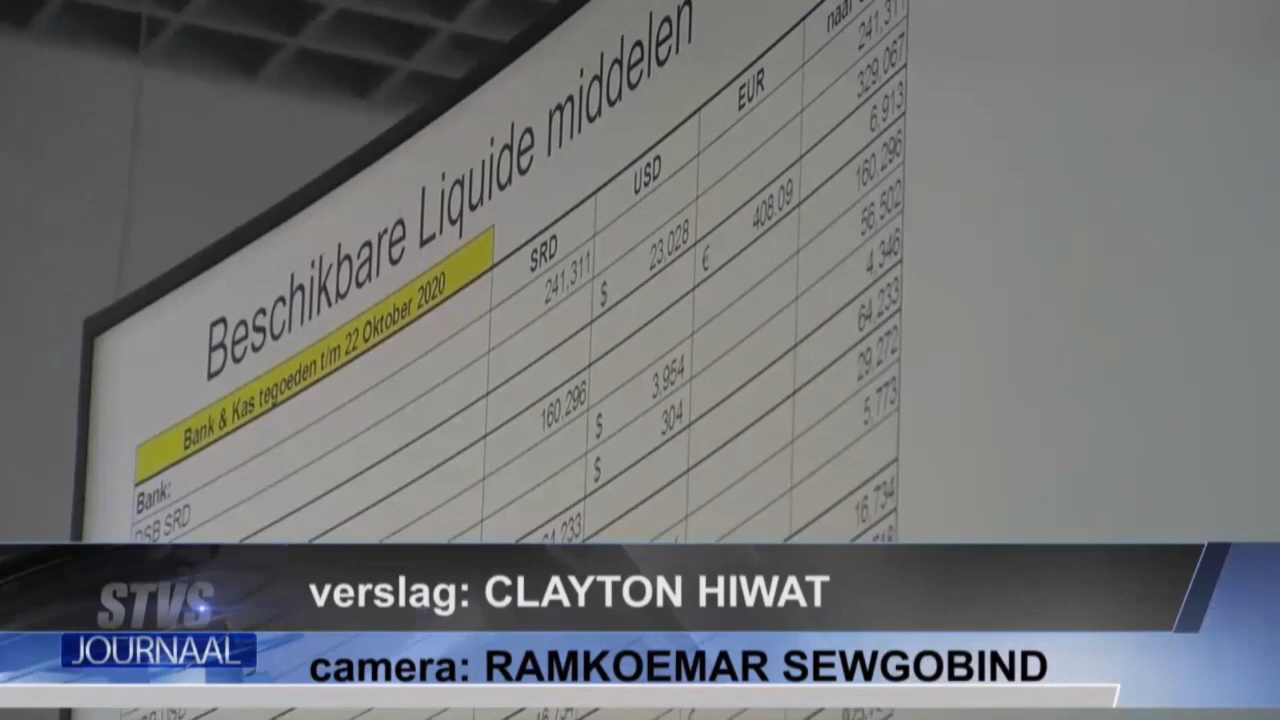 Beschikbare Liquide middelen
Bank & Kas tegoeden t/m 22 Oktober 2020
SRD
USD
EUR
naar
241,311
241,311
$ 23,028
329,067
€ 408.09
6,913
160,296
160,296
$ 3,954
56,502
$ 304
4,346
64,233
29,272
5,773
16,734
Bank:
DSB SRD
STVS
JOURNAAL
verslag: CLAYTON HIWAT
camera: RAMKOEMAR SEWGOBIND